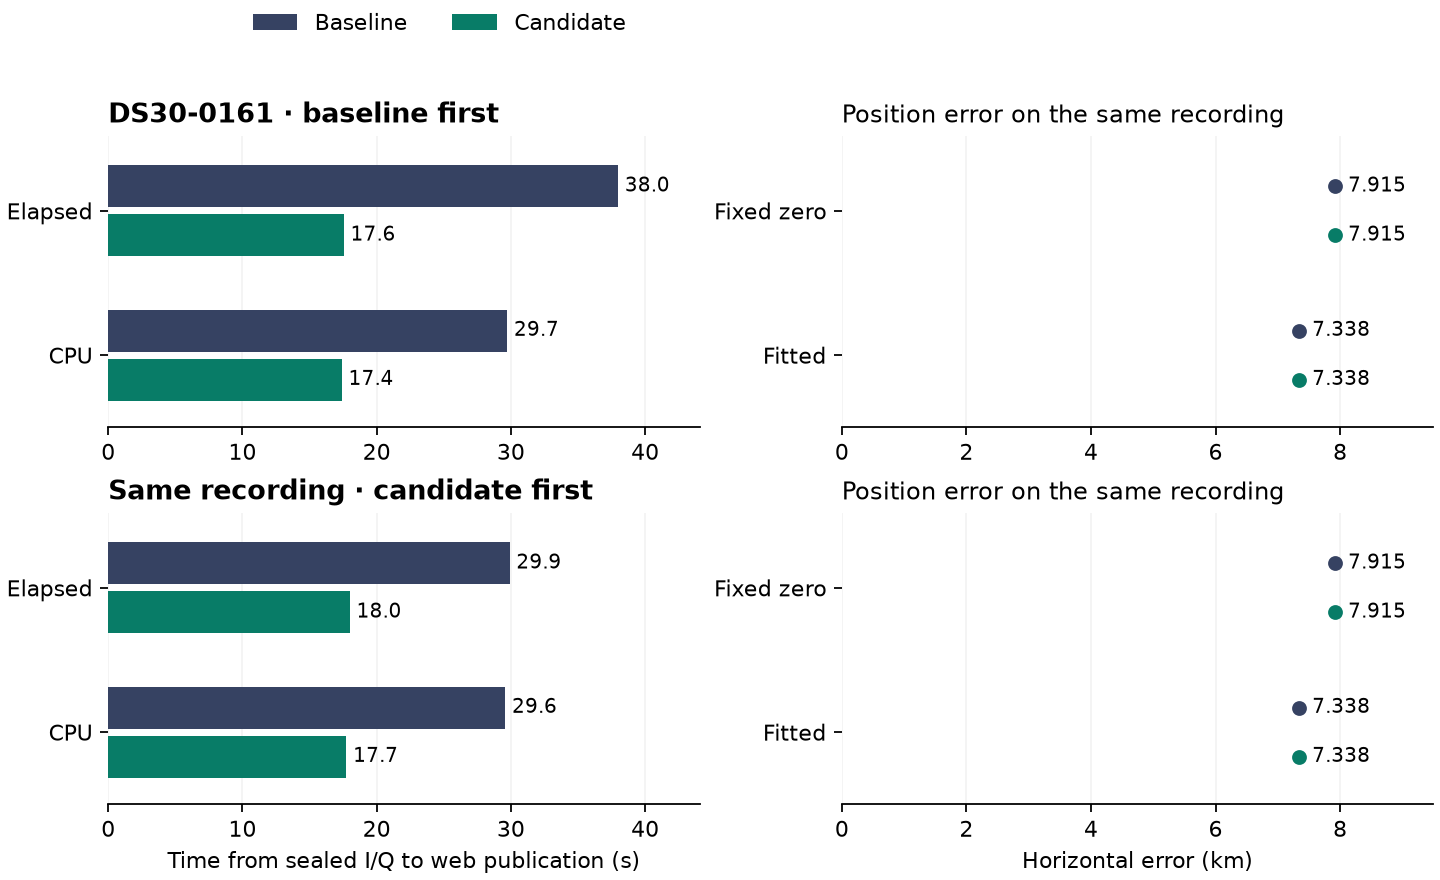 Baseline Candidate
DS30-0161 · baseline first
Elapsed
38.0
17.6
CPU
29.7
17.4
0 10 20 30 40
Position error on the same recording
Fixed zero
7.915
7.915
Fitted
7.338
7.338
0 2 4 6 8
Same recording · candidate first
Elapsed
29.9
18.0
CPU
29.6
17.7
0 10 20 30 40
Time from sealed I/Q to web publication (s)
Position error on the same recording
Fixed zero
7.915
7.915
Fitted
7.338
7.338
0 2 4 6 8
Horizontal error (km)